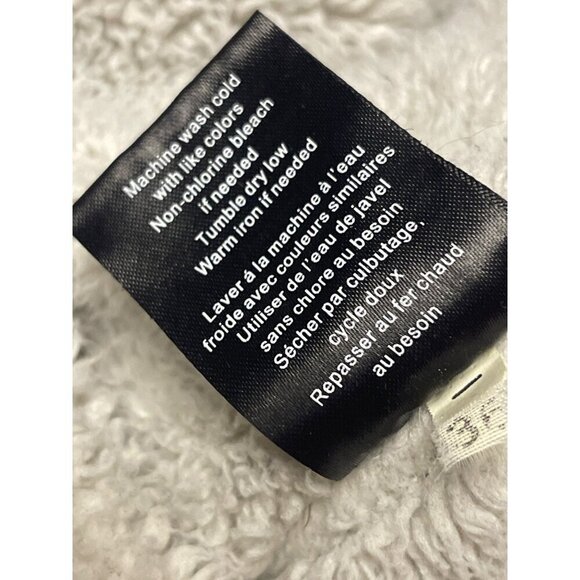 Machine wash cold
with like colors
Non-chlorine bleach
if needed
Tumble dry low
Warm iron if needed
Laver á la machine à l'eau
froide avec couleurs similaires
Utiliser de l'eau de javel
sans chlore au besoin
Sécher par culbutage,
cycle doux
Repasser au fer chaud
au besoin